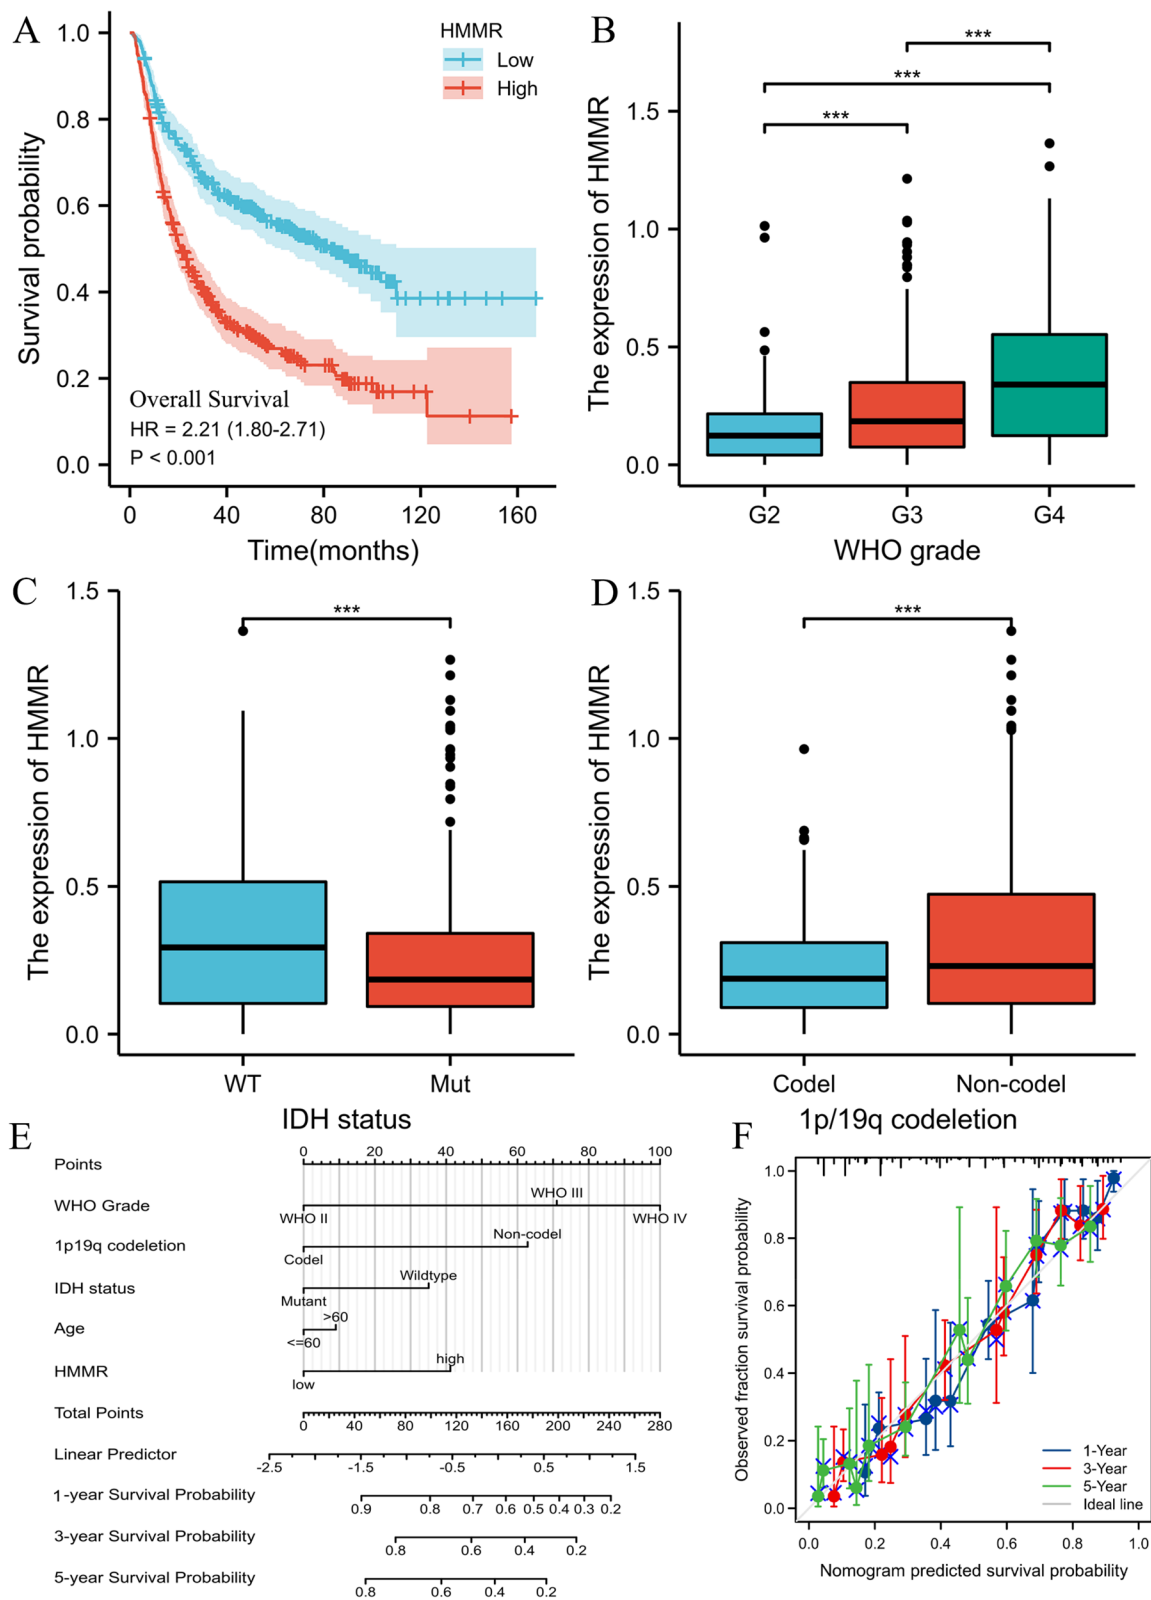 A
1.0
0.8
0.6
0.4
0.2
0.0
Survival probability
HMMR
Low
High
Overall Survival
HR = 2.21 (1.80-2.71)
P < 0.001
0 40 80 120 160
Time(months)
B
***
***
***
1.5
1.0
0.5
0.0
The expression of HMMR
G2 G3 G4
WHO grade
C
***
1.5
1.0
0.5
0.0
The expression of HMMR
WT Mut
IDH status
D
***
1.5
1.0
0.5
0.0
The expression of HMMR
Codel Non-codel
1p/19q codeletion
E
Points
0 20 40 60 80 100
WHO Grade
WHO III
WHO II WHO IV
1p19q codeletion
Non-codel
Codel
IDH status
Wildtype
Mutant
Age
>60
<=60
HMMR
high
low
Total Points
0 40 80 120 160 200 240 280
Linear Predictor
-2.5 -1.5 -0.5 0.5 1.5
1-year Survival Probability
0.9 0.8 0.7 0.6 0.5 0.4 0.3 0.2
3-year Survival Probability
0.8 0.6 0.4 0.2
5-year Survival Probability
0.8 0.6 0.4 0.2
F
1.0
0.8
0.6
0.4
0.2
0.0
Observed fraction survival probability
1-Year
3-Year
5-Year
Ideal line
0.0 0.2 0.4 0.6 0.8 1.0
Nomogram predicted survival probability